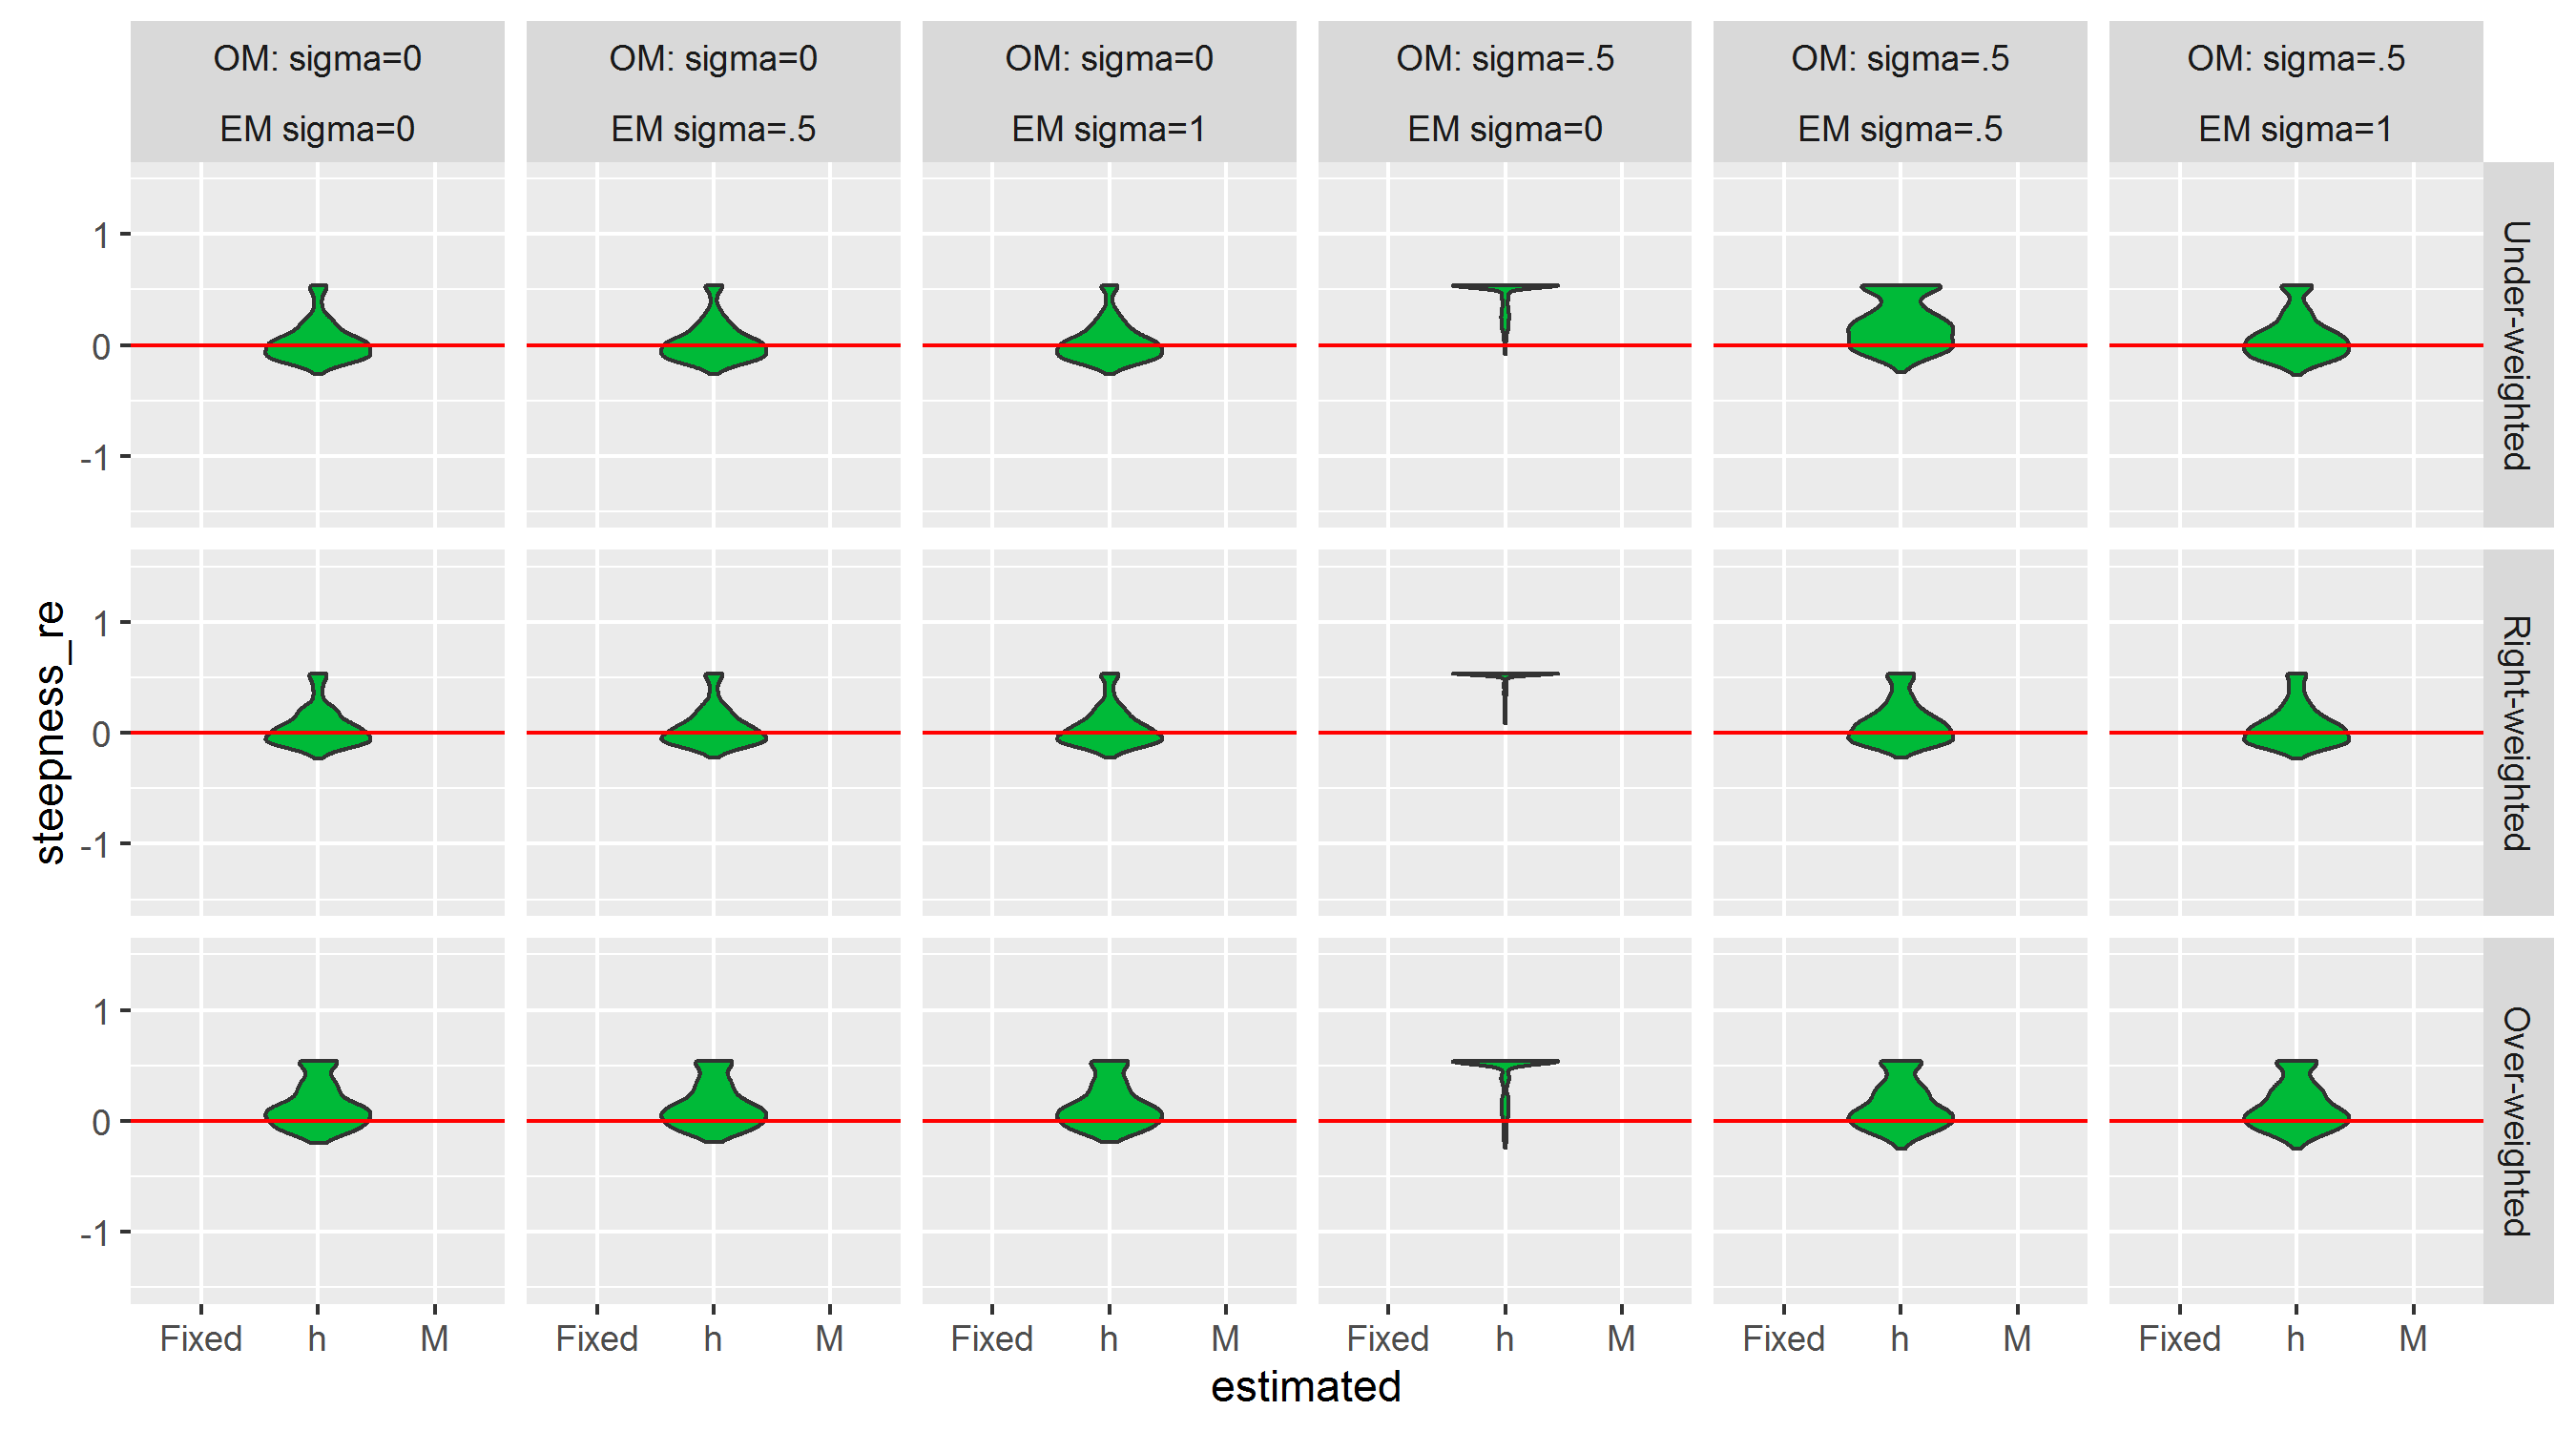 OM: sigma=0 OM: sigma=0 OM: sigma=0 OM: sigma=.5 OM: sigma=.5 OM: sigma=.5
EM sigma=0 EM sigma=.5 EM sigma=1 EM sigma=0 EM sigma=.5 EM sigma=1
1
0
-1
Under-weighted
steepness_re
1
0
-1
Right-weighted
1
0
-1
Over-weighted
Fixed h M Fixed h M Fixed h M Fixed h M Fixed h M Fixed h M
estimated